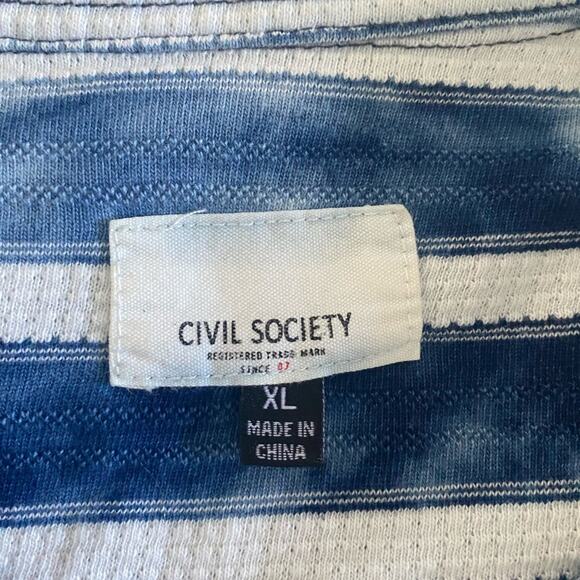 CIVIL SOCIETY
REGISTERED TRADE MARK
SINCE 07
XL
MADE IN
CHINA